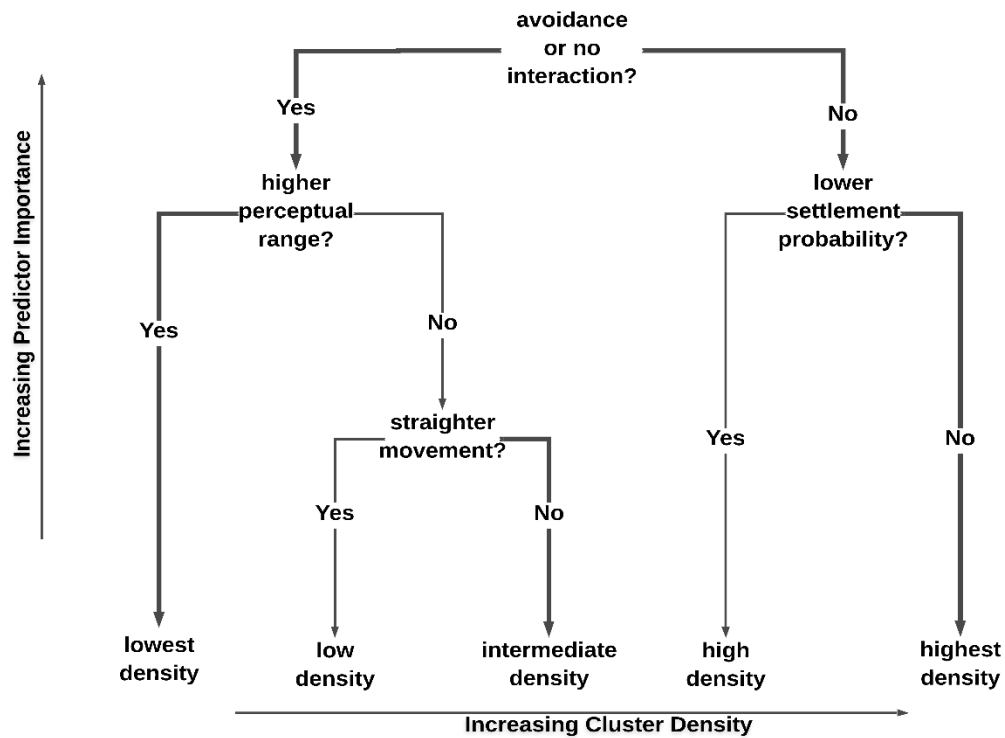 avoidance
or no
interaction?
Yes
No
higher
perceptual
range?
lower
settlement
probability?
Yes
No
straighter
movement?
Yes
No
Yes
No
lowest
density
low
density
intermediate
density
high
density
highest
density
Increasing Predictor Importance
Increasing Cluster Density